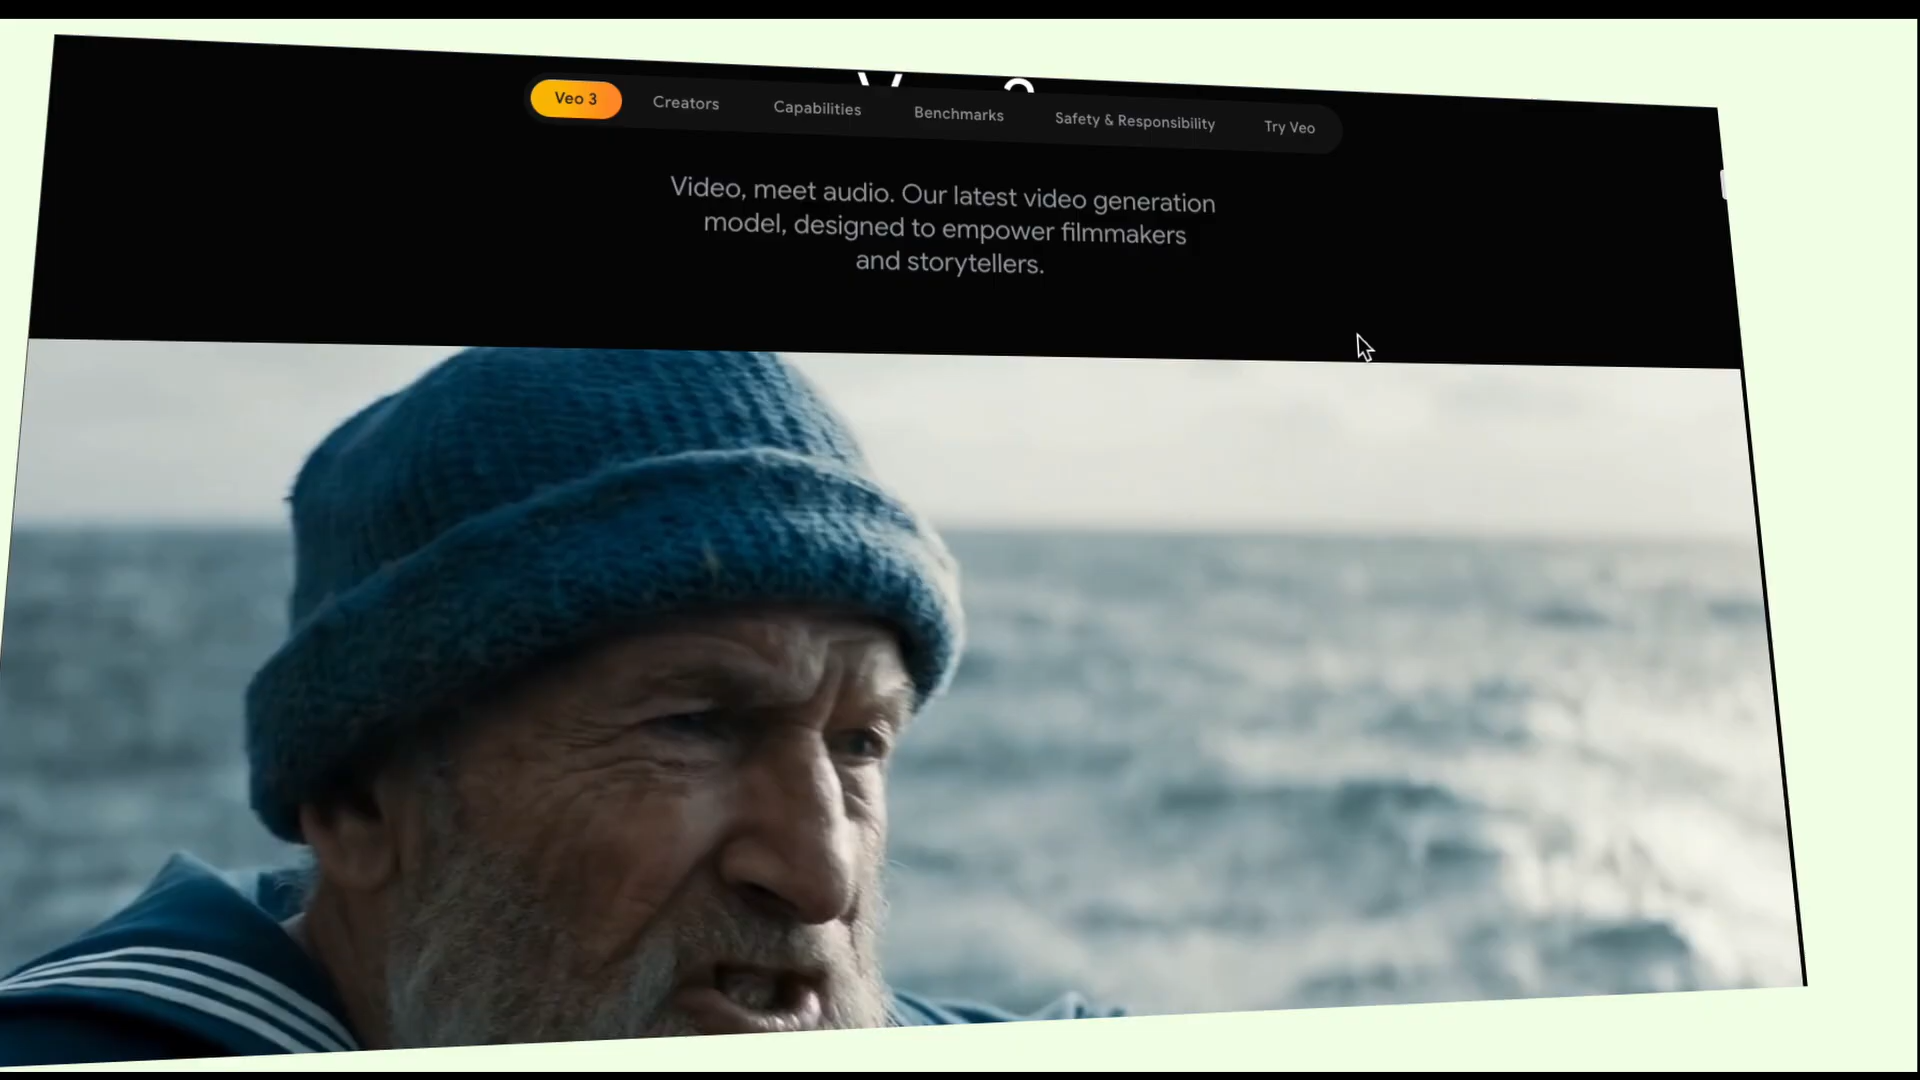 Veo 3
Creators
Capabilities
Benchmarks
Safety & Responsibility
Try Veo
Video, meet audio. Our latest video generation
model, designed to empower filmmakers
and storytellers.